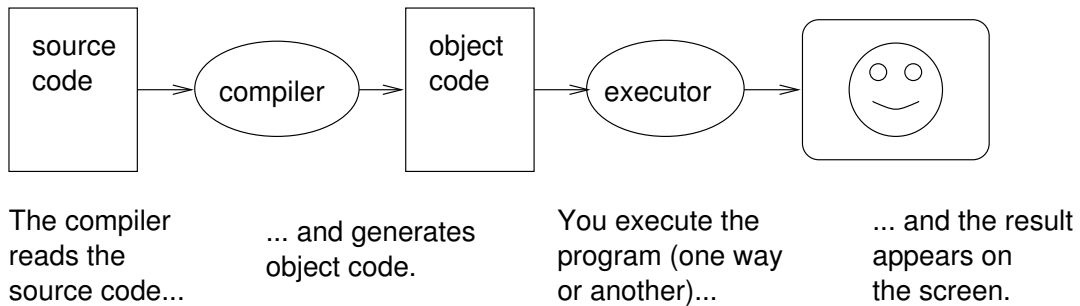 source
code
compiler
object
code
executor
The compiler
reads the
source code...
... and generates
object code.
You execute the
program (one way
or another)...
... and the result
appears on
the screen.